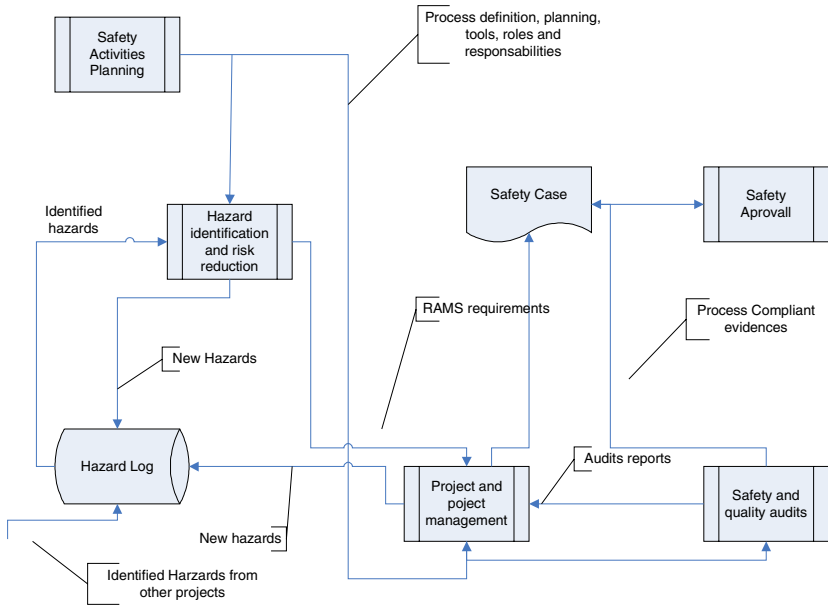 Process definition, planning,
tools, roles and
responsabilities
Safety
Activities
Planning
Safety Case
Safety
Aprovall
Identified
hazards
Hazard
identification
and risk
reduction
RAMS requirements
Process Compliant
evidences
New Hazards
Hazard Log
Audits reports
Project and
poject
management
Safety and
quality audits
New hazards
Identified Harzards from
other projects